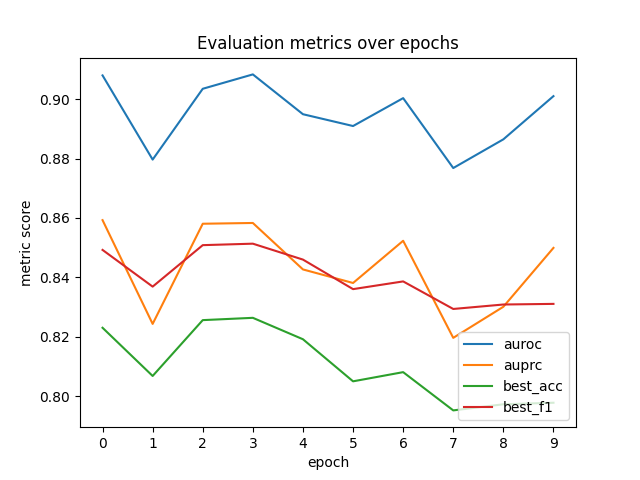 Evaluation metrics over epochs
metric score
0.90
0.88
0.86
0.84
0.82
0.80
auroc
auprc
best_acc
best_f1
0 1 2 3 4 5 6 7 8 9
epoch